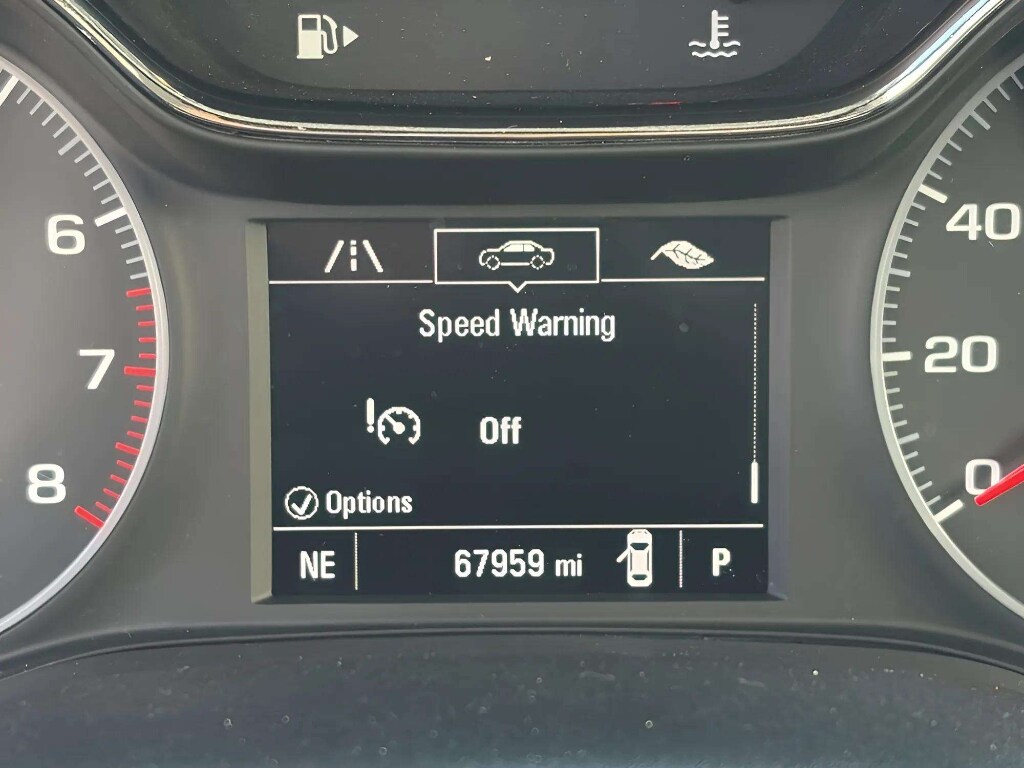 6
7
8
Speed Warning
Off
Options
NE
67959 mi
P
40
20
0